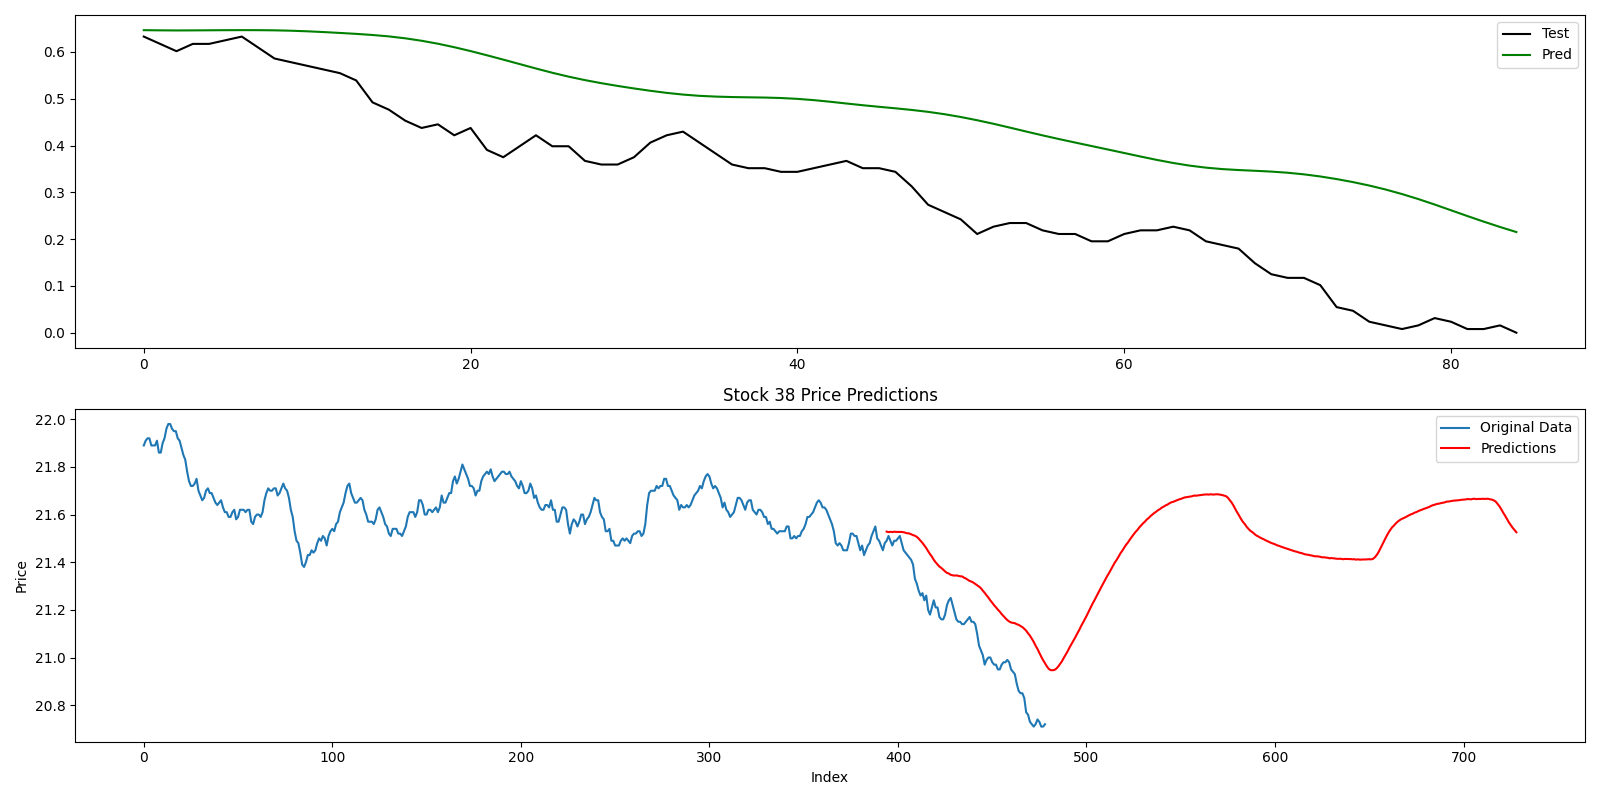 Test
Pred
0.6
0.5
0.4
0.3
0.2
0.1
0.0
0 20 40 60 80
Stock 38 Price Predictions
Original Data
Predictions
Price
22.0
21.8
21.6
21.4
21.2
21.0
20.8
0 100 200 300 400 500 600 700
Index